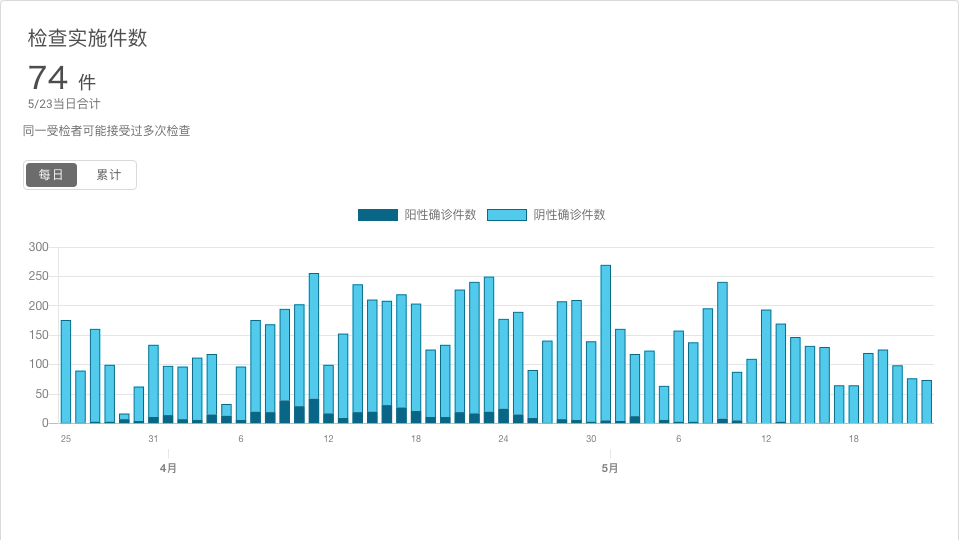 检查实施件数
74 件
5/23当日合计
同一受检者可能接受过多次检查
每日 累计
阳性确诊件数 阴性确诊件数
300
250
200
150
100
50
0
25 31 6 12 18 24 30 6 12 18
4月 5月